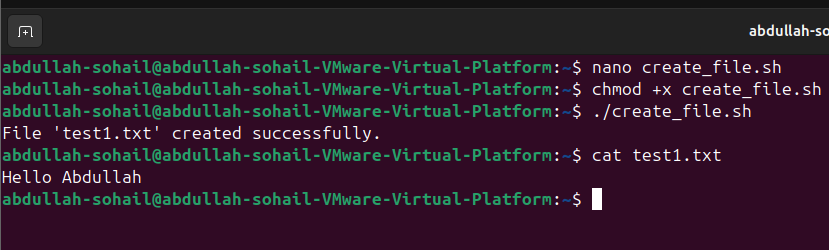 abdullah-so
abdullah-sohail@abdullah-sohail-VMware-Virtual-Platform:~$ nano create_file.sh
abdullah-sohail@abdullah-sohail-VMware-Virtual-Platform:~$ chmod +x create_file.sh
abdullah-sohail@abdullah-sohail-VMware-Virtual-Platform:~$ ./create_file.sh
File 'test1.txt' created successfully.
abdullah-sohail@abdullah-sohail-VMware-Virtual-Platform:~$ cat test1.txt
Hello Abdullah
abdullah-sohail@abdullah-sohail-VMware-Virtual-Platform:~$